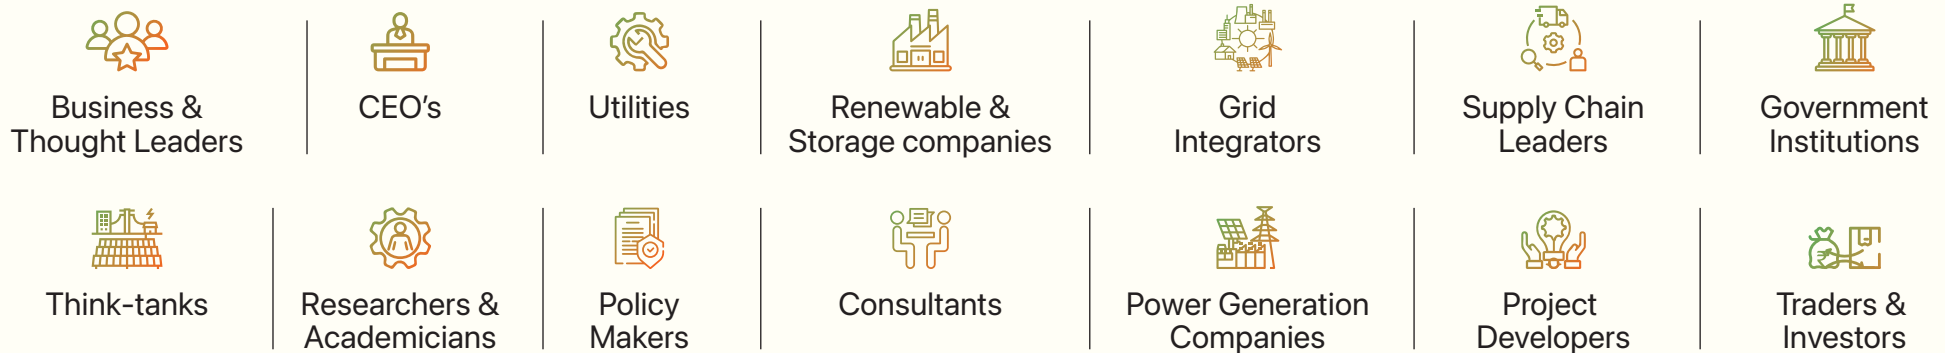 Business &
Thought Leaders
CEO's
Utilities
Renewable &
Storage companies
Grid
Integrators
Supply Chain
Leaders
Government
Institutions
Think-tanks
Researchers &
Academicians
Policy
Makers
Consultants
Power Generation
Companies
Project
Developers
Traders &
Investors